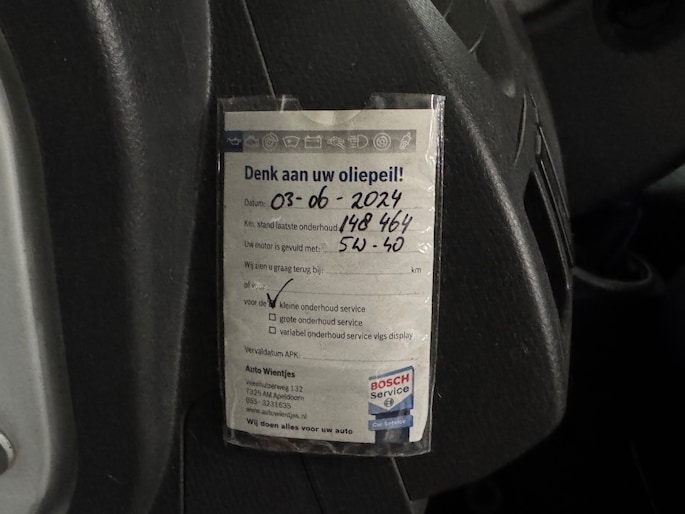 Denk aan uw oliepeil!
Datum: 03-06-2024
Km. stand laatste onderhoud: 148 464
Uw motor is gevuld met: 5W-40
Wij zien u graag terug bij: km
of
voor de ✓ kleine onderhoud service
☐ grote onderhoud service
☐ variabel onderhoud service vlgs display
Vervaldatum APK:
Auto Wientjes
132
AM Apeldoorn
www.autowientjes.nl
Wij doen alles voor uw auto
BOSCH
Service
Car Service